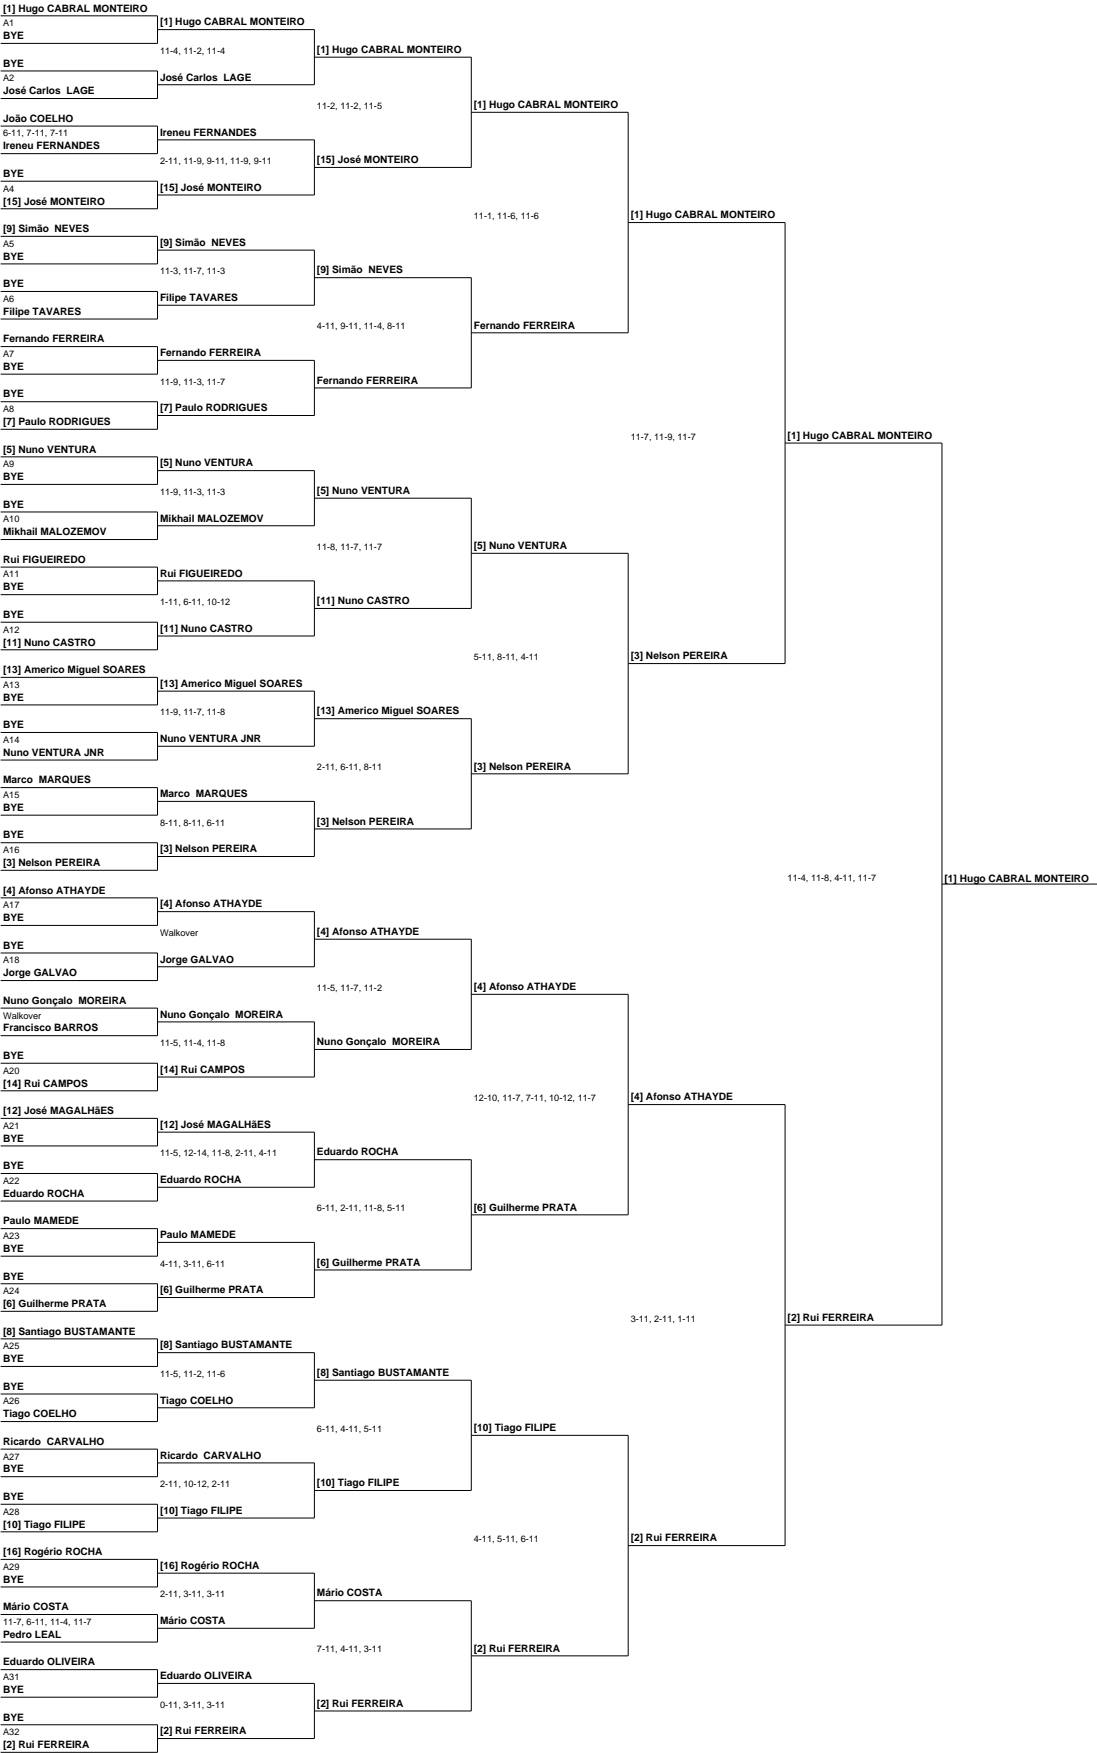 [1] Hugo CABRAL MONTEIRO
A1
BYE
BYE
A2
José Carlos  LAGE
João COELHO
6-11, 7-11, 7-11
Ireneu FERNANDES
BYE
A4
[15] José MONTEIRO
[9] Simão  NEVES
A5
BYE
BYE
A6
Filipe TAVARES
Fernando FERREIRA
A7
BYE
BYE
A8
[7] Paulo RODRIGUES
[5] Nuno VENTURA
A9
BYE
BYE
A10
Mikhail MALOZEMOV
Rui FIGUEIREDO
A11
BYE
BYE
A12
[11] Nuno CASTRO
[13] Americo Miguel SOARES
A13
BYE
BYE
A14
Nuno VENTURA JNR
Marco  MARQUES
A15
BYE
BYE
A16
[3] Nelson PEREIRA
[4] Afonso ATHAYDE
A17
BYE
BYE
A18
Jorge GALVAO
Nuno Gonçalo  MOREIRA
Walkover
Francisco BARROS
BYE
A20
[14] Rui CAMPOS
[12] José MAGALHãES
A21
BYE
BYE
A22
Eduardo ROCHA
Paulo MAMEDE
A23
BYE
BYE
A24
[6] Guilherme PRATA
[8] Santiago BUSTAMANTE
A25
BYE
BYE
A26
Tiago COELHO
Ricardo  CARVALHO
A27
BYE
BYE
A28
[10] Tiago FILIPE
[16] Rogério ROCHA
A29
BYE
Mário COSTA
11-7, 6-11, 11-4, 11-7
Pedro LEAL
Eduardo OLIVEIRA
A31
BYE
BYE
A32
[2] Rui FERREIRA
[1] Hugo CABRAL MONTEIRO
11-4, 11-2, 11-4
José Carlos  LAGE
Ireneu FERNANDES
2-11, 11-9, 9-11, 11-9, 9-11
[15] José MONTEIRO
[9] Simão  NEVES
11-3, 11-7, 11-3
Filipe TAVARES
Fernando FERREIRA
11-9, 11-3, 11-7
[7] Paulo RODRIGUES
[5] Nuno VENTURA
11-9, 11-3, 11-3
Mikhail MALOZEMOV
Rui FIGUEIREDO
1-11, 6-11, 10-12
[11] Nuno CASTRO
[13] Americo Miguel SOARES
11-9, 11-7, 11-8
Nuno VENTURA JNR
Marco  MARQUES
8-11, 8-11, 6-11
[3] Nelson PEREIRA
[4] Afonso ATHAYDE
Walkover
Jorge GALVAO
Nuno Gonçalo  MOREIRA
11-5, 11-4, 11-8
[14] Rui CAMPOS
[12] José MAGALHãES
11-5, 12-14, 11-8, 2-11, 4-11
Eduardo ROCHA
Paulo MAMEDE
4-11, 3-11, 6-11
[6] Guilherme PRATA
[8] Santiago BUSTAMANTE
11-5, 11-2, 11-6
Tiago COELHO
Ricardo  CARVALHO
2-11, 10-12, 2-11
[10] Tiago FILIPE
[16] Rogério ROCHA
2-11, 3-11, 3-11
Mário COSTA
Eduardo OLIVEIRA
0-11, 3-11, 3-11
[2] Rui FERREIRA
[1] Hugo CABRAL MONTEIRO
11-2, 11-2, 11-5
[15] José MONTEIRO
[9] Simão  NEVES
4-11, 9-11, 11-4, 8-11
Fernando FERREIRA
[5] Nuno VENTURA
11-8, 11-7, 11-7
[11] Nuno CASTRO
[13] Americo Miguel SOARES
2-11, 6-11, 8-11
[3] Nelson PEREIRA
[4] Afonso ATHAYDE
11-5, 11-7, 11-2
Nuno Gonçalo  MOREIRA
Eduardo ROCHA
6-11, 2-11, 11-8, 5-11
[6] Guilherme PRATA
[8] Santiago BUSTAMANTE
6-11, 4-11, 5-11
[10] Tiago FILIPE
Mário COSTA
7-11, 4-11, 3-11
[2] Rui FERREIRA
[1] Hugo CABRAL MONTEIRO
11-1, 11-6, 11-6
Fernando FERREIRA
[5] Nuno VENTURA
5-11, 8-11, 4-11
[3] Nelson PEREIRA
[4] Afonso ATHAYDE
12-10, 11-7, 7-11, 10-12, 11-7
[6] Guilherme PRATA
[10] Tiago FILIPE
4-11, 5-11, 6-11
[2] Rui FERREIRA
[1] Hugo CABRAL MONTEIRO
11-7, 11-9, 11-7
[3] Nelson PEREIRA
[4] Afonso ATHAYDE
3-11, 2-11, 1-11
[2] Rui FERREIRA
[1] Hugo CABRAL MONTEIRO
11-4, 11-8, 4-11, 11-7
[2] Rui FERREIRA
[1] Hugo CABRAL MONTEIRO